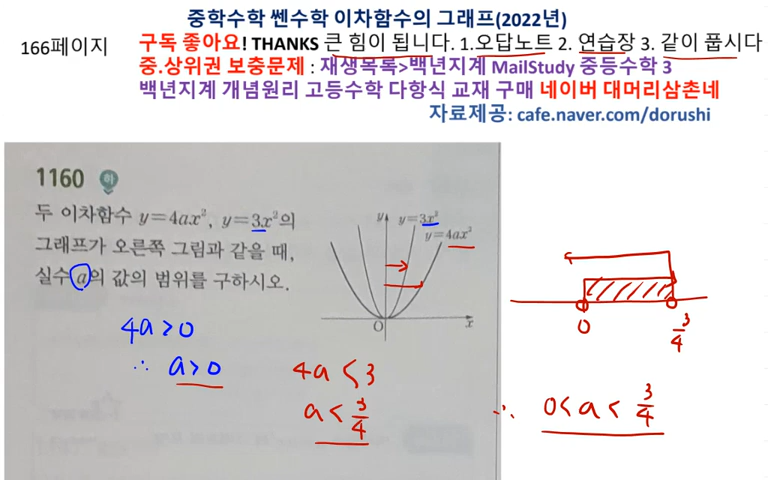 중학수학 쎈수학 이차함수의 그래프(2022년)
166페이지 구독 좋아요! THANKS 큰 힘이 됩니다. 1.오답노트 2. 연습장 3. 같이 풉시다
중.상위권 보충문제 : 재생목록>백년지계 MailStudy 중등수학 3
백년지계 개념원리 고등수학 다항식 교재 구매 네이버 대머리삼촌네
자료제공: cafe.naver.com/dorushi
1160 하
두 이차함수 y=4ax², y=3x²의
그래프가 오른쪽 그림과 같을 때,
실수 a의 값의 범위를 구하시오.
y y=3x²
y=4ax²
O x
4a>0
∴ a>0
4a<3
a<3/4
0 3/4
∴ 0<a<3/4